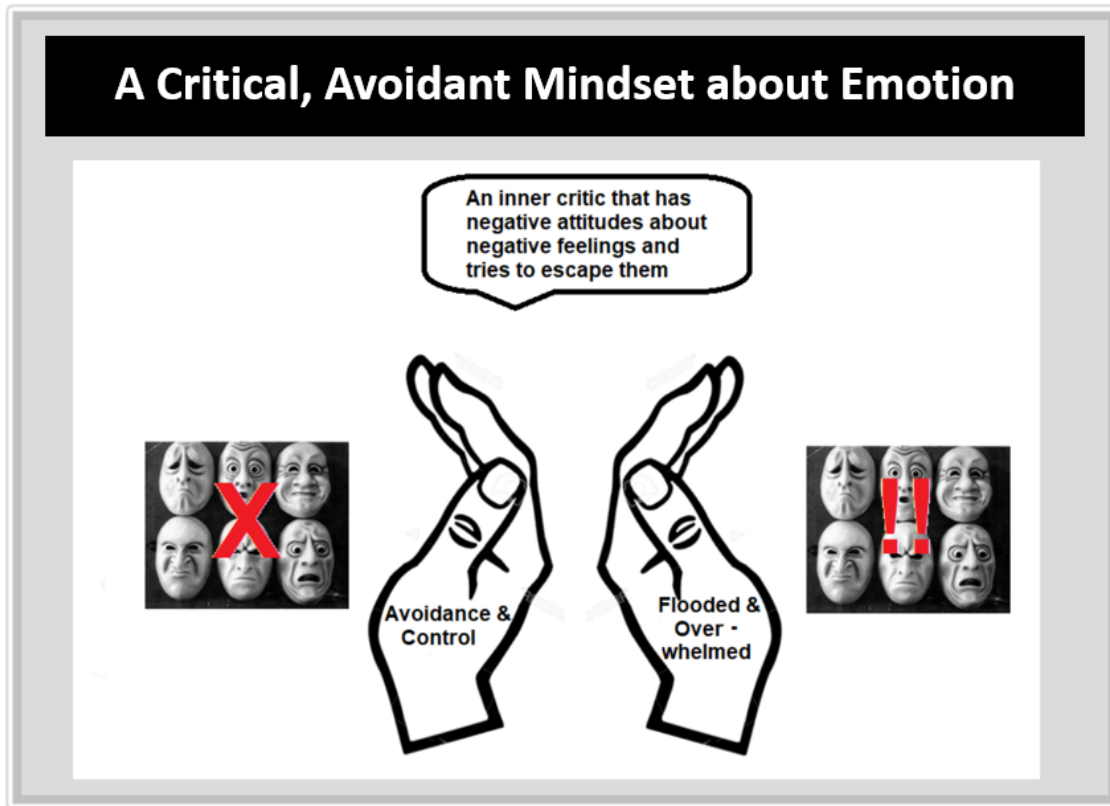 A Critical, Avoidant Mindset about Emotion
An inner critic that has
negative attitudes about
negative feelings and
tries to escape them
Avoidance &
Control
Flooded &
Over -
whelmed
X
!!